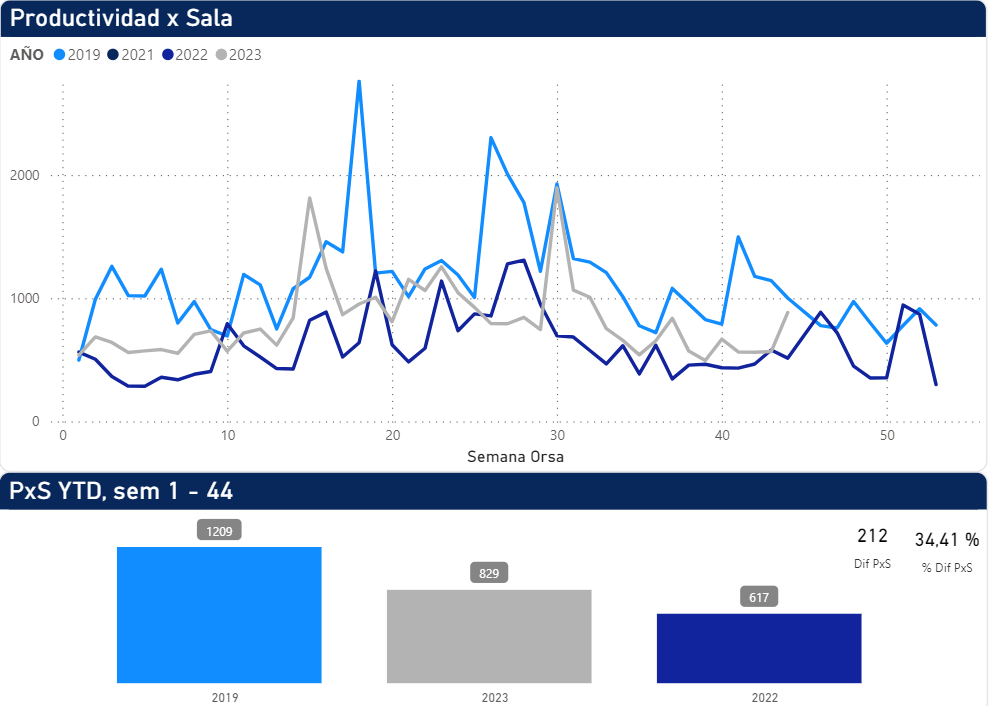 Productividad x Sala
AÑO 2019 2021 2022 2023
2000
1000
0
0 10 20 30 40 50
Semana Orsa
PxS YTD, sem 1 - 44
1209
829
617
212
Dif PxS
34,41 %
% Dif PxS
2019 2023 2022